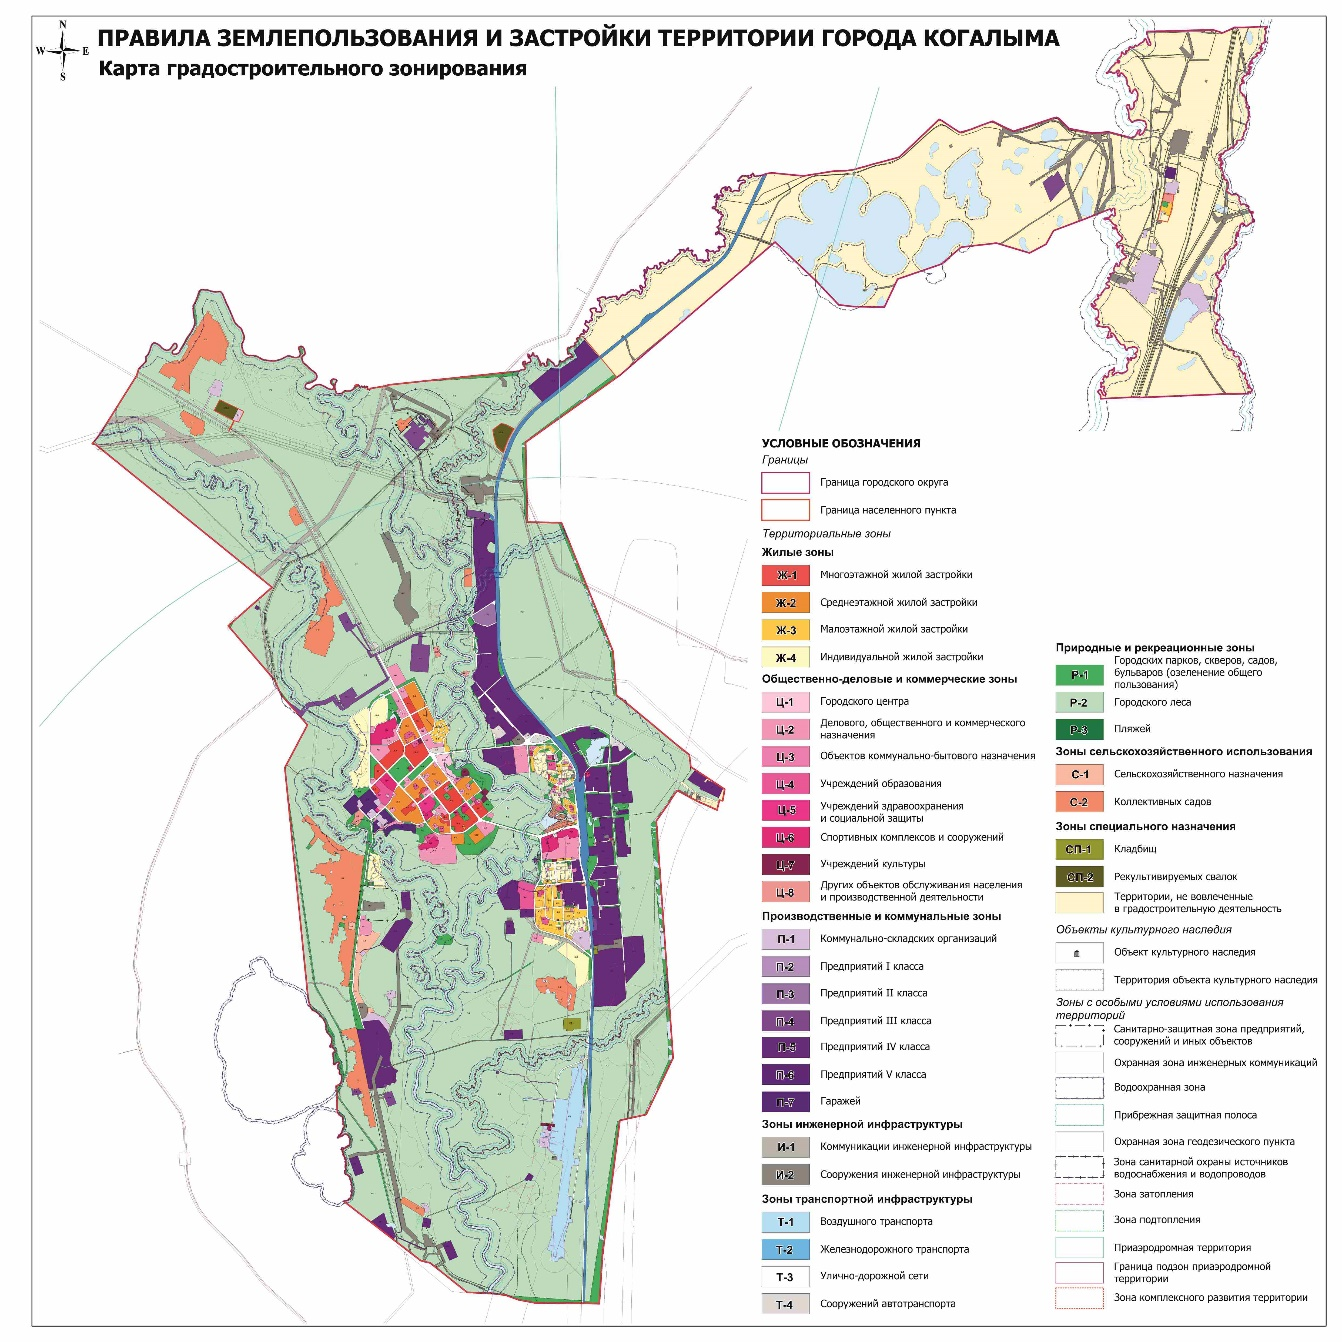 N
W E
S
ПРАВИЛА ЗЕМЛЕПОЛЬЗОВАНИЯ И ЗАСТРОЙКИ ТЕРРИТОРИИ ГОРОДА КОГАЛЫМА
Карта градостроительного зонирования
УСЛОВНЫЕ ОБОЗНАЧЕНИЯ
Границы
Граница городского округа
Граница населенного пункта
Территориальные зоны
Жилые зоны
Ж-1 Многоэтажной жилой застройки
Ж-2 Среднеэтажной жилой застройки
Ж-3 Малоэтажной жилой застройки
Ж-4 Индивидуальной жилой застройки
Общественно-деловые и коммерческие зоны
Ц-1 Городского центра
Ц-2 Делового, общественного и коммерческого
назначения
Ц-3 Объектов коммунально-бытового назначения
Ц-4 Учреждений образования
Ц-5 Учреждений здравоохранения
и социальной защиты
Ц-6 Спортивных комплексов и сооружений
Ц-7 Учреждений культуры
Ц-8 Других объектов обслуживания населения
и производственной деятельности
Производственные и коммунальные зоны
П-1 Коммунально-складских организаций
П-2 Предприятий I класса
П-3 Предприятий II класса
П-4 Предприятий III класса
П-5 Предприятий IV класса
П-6 Предприятий V класса
П-7 Гаражей
Зоны инженерной инфраструктуры
И-1 Коммуникации инженерной инфраструктуры
И-2 Сооружения инженерной инфраструктуры
Зоны транспортной инфраструктуры
Т-1 Воздушного транспорта
Т-2 Железнодорожного транспорта
Т-3 Улично-дорожной сети
Т-4 Сооружений автотранспорта
Природные и рекреационные зоны
Р-1 Городских парков, скверов, садов,
бульваров (озеленение общего
пользования)
Р-2 Городского леса
Р-3 Пляжей
Зоны сельскохозяйственного использования
С-1 Сельскохозяйственного назначения
С-2 Коллективных садов
Зоны специального назначения
СП-1 Кладбищ
СП-2 Рекультивируемых свалок
Территории, не вовлеченные
в градостроительную деятельность
Объекты культурного наследия
Объект культурного наследия
Территория объекта культурного наследия
Зоны с особыми условиями использования
территорий
Санитарно-защитная зона предприятий,
сооружений и иных объектов
Охранная зона инженерных коммуникаций
Водоохранная зона
Прибрежная защитная полоса
Охранная зона геодезического пункта
Зона санитарной охраны источников
водоснабжения и водопроводов
Зона затопления
Зона подтопления
Приаэродромная территория
Граница подзон приаэродромной
территории
Зона комплексного развития территории